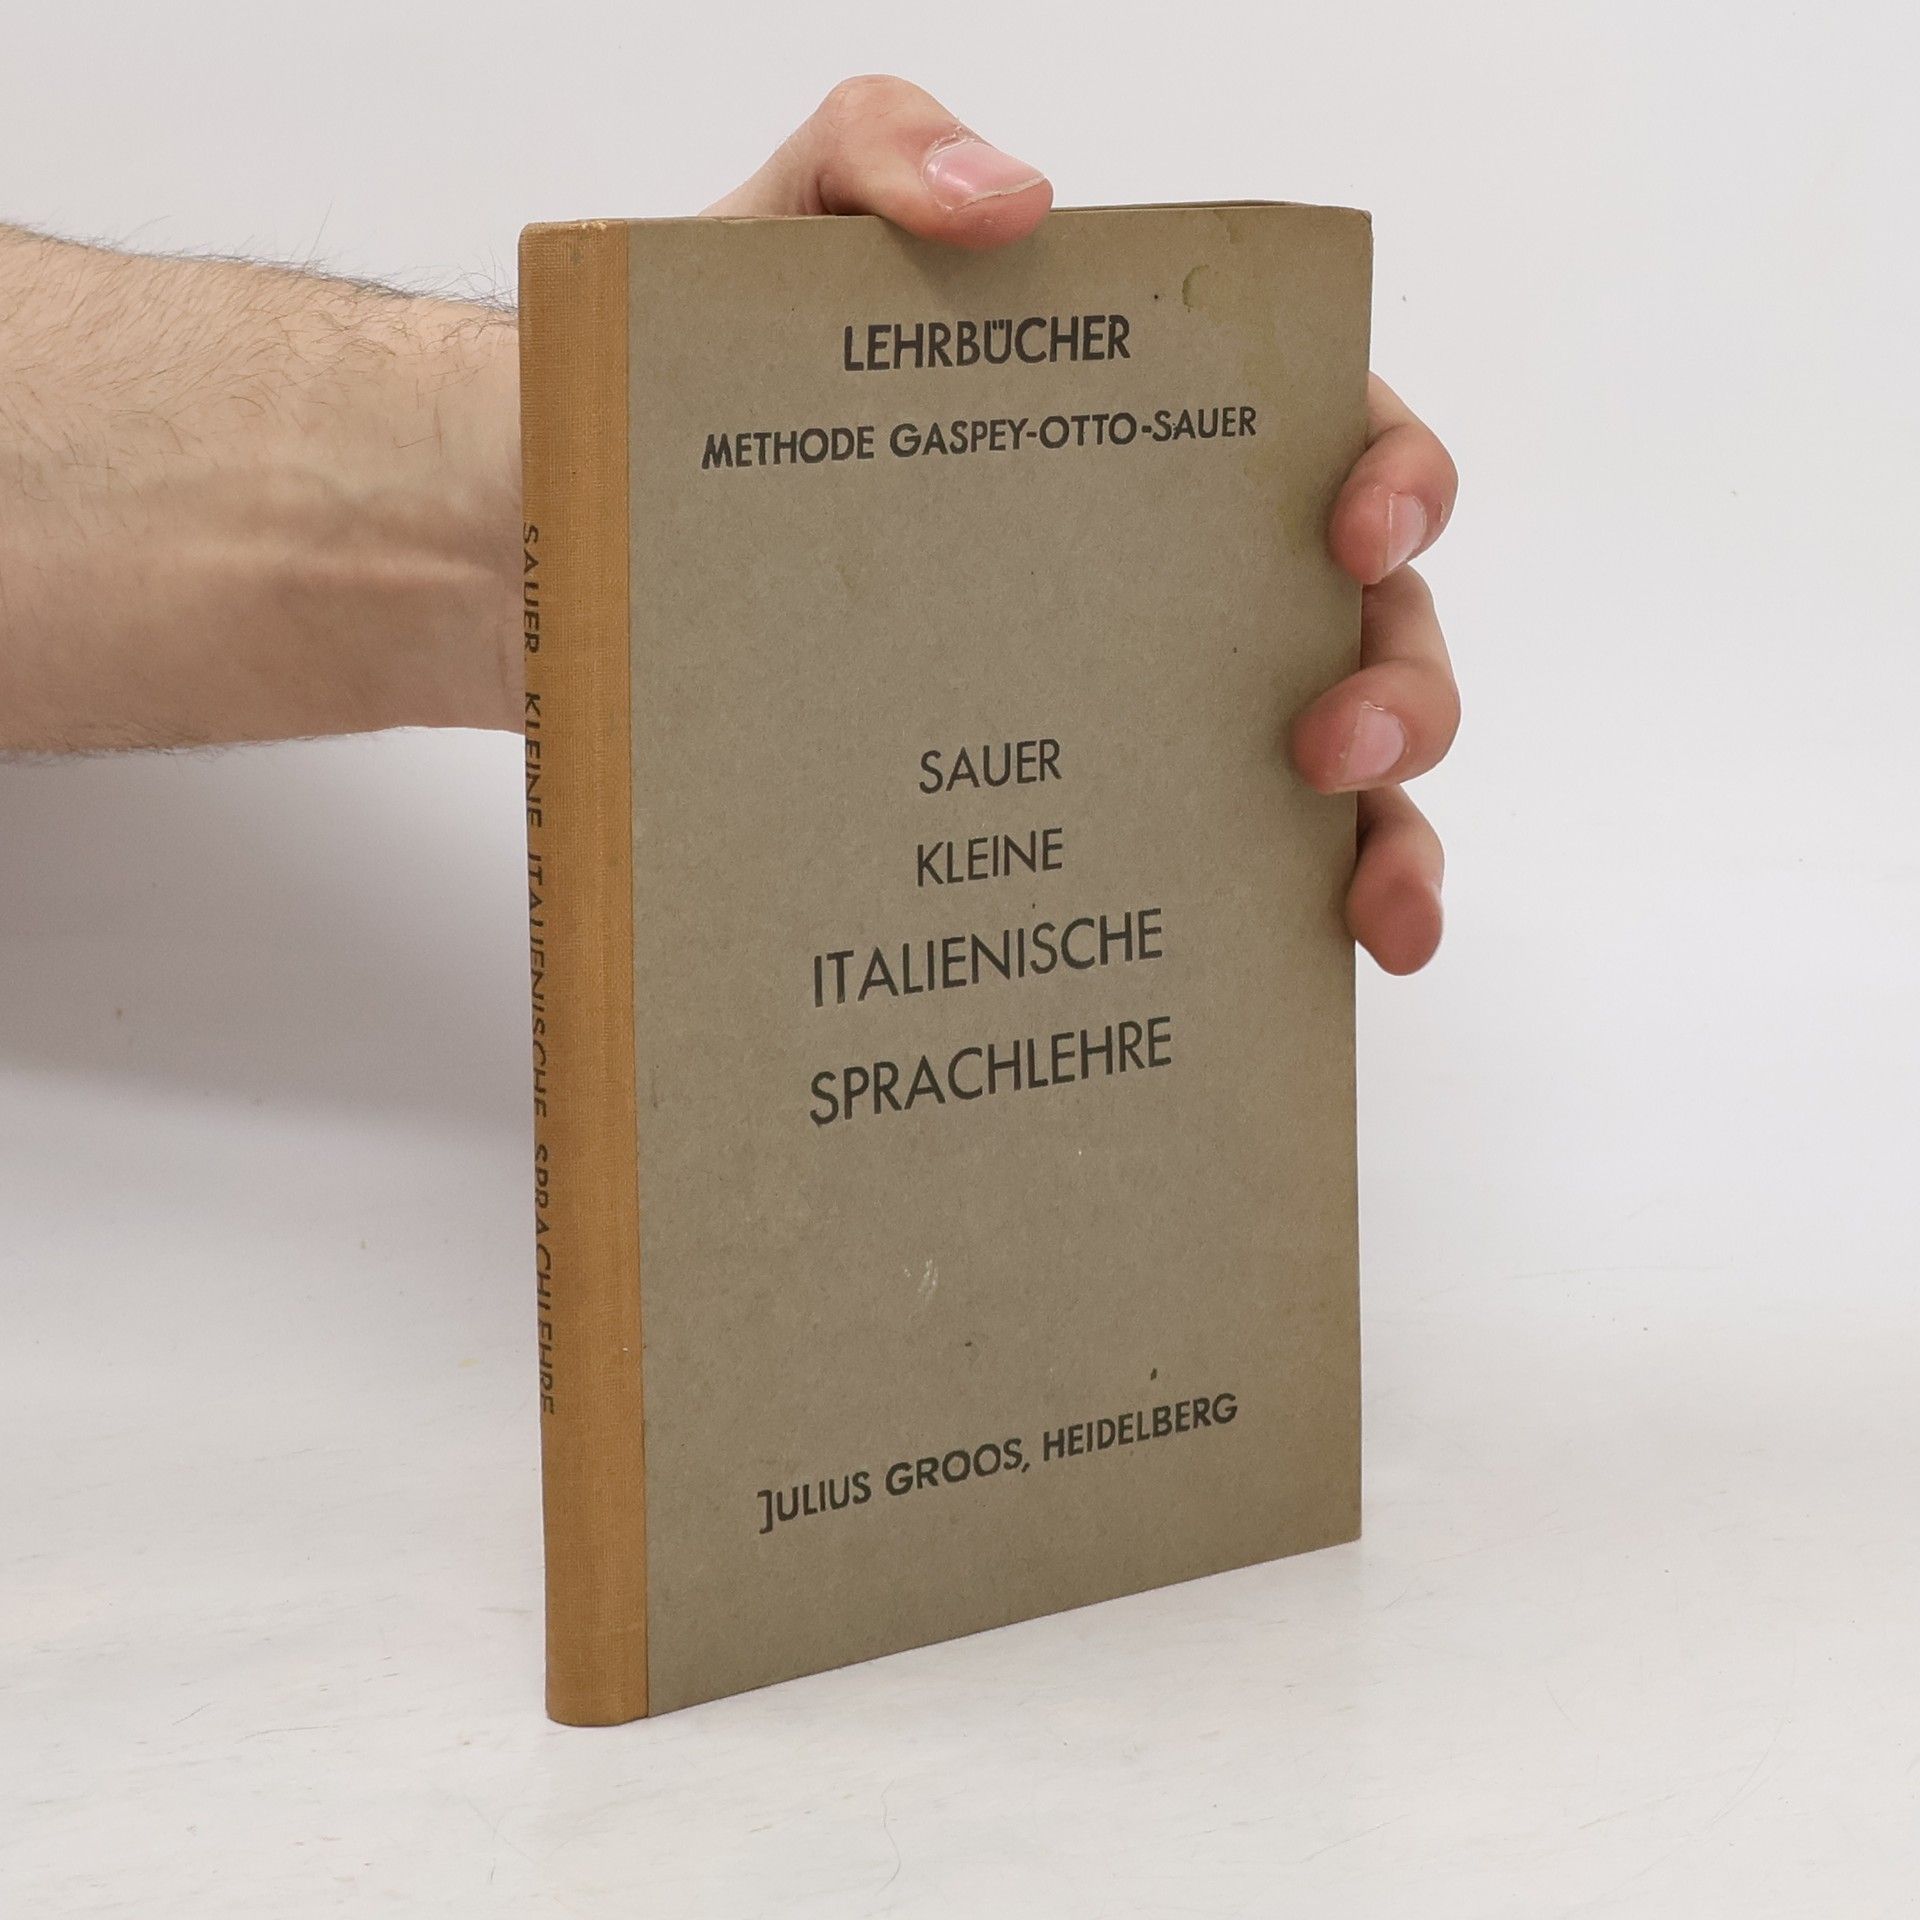 LEHRBÜCHER
METHODE GASPEY-OTTO-SAUER
SAUER
KLEINE
ITALIENISCHE
SPRACHLEHRE
JULIUS GROOS, HEIDELBERG
SAUER KLEINE ITALIENISCHE SPRACHLEHRE